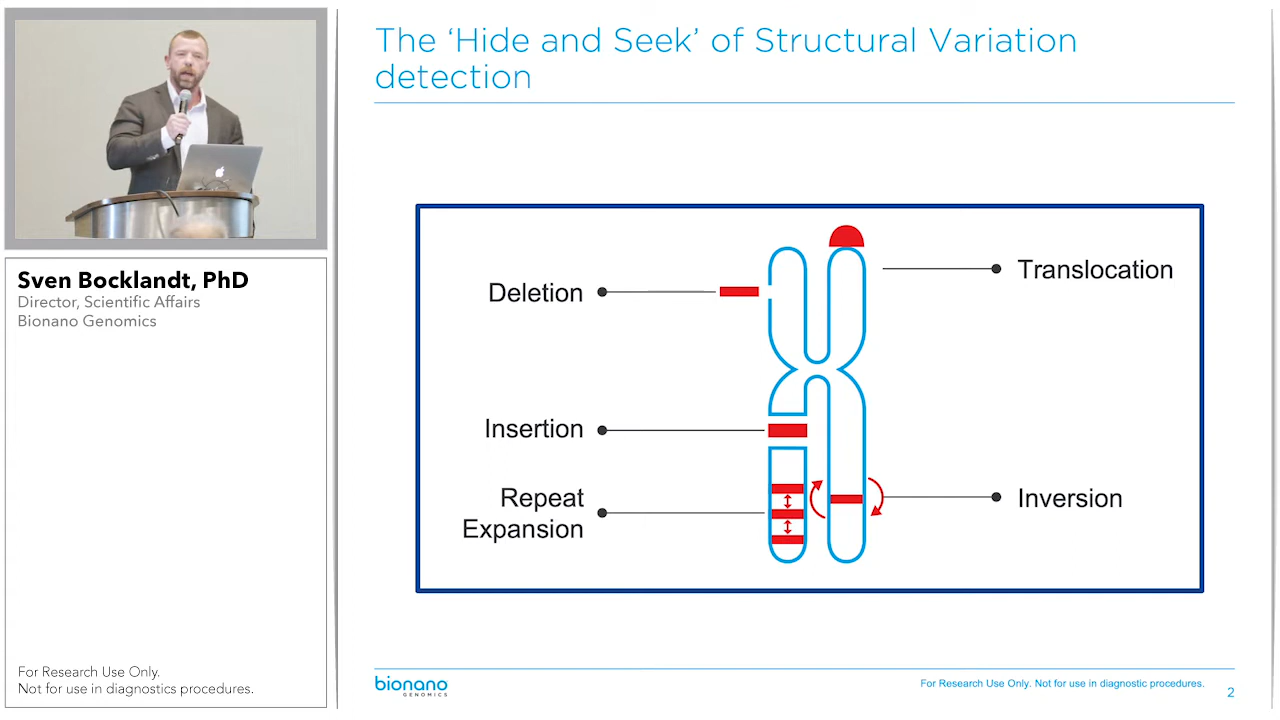 The ‘Hide and Seek’ of Structural Variation
detection
Sven Bocklandt, PhD
Director, Scientific Affairs
Bionano Genomics
Deletion
Translocation
Insertion
Repeat
Expansion
Inversion
For Research Use Only.
Not for use in diagnostics procedures.
bionano
GENOMICS
For Research Use Only. Not for use in diagnostic procedures.
2